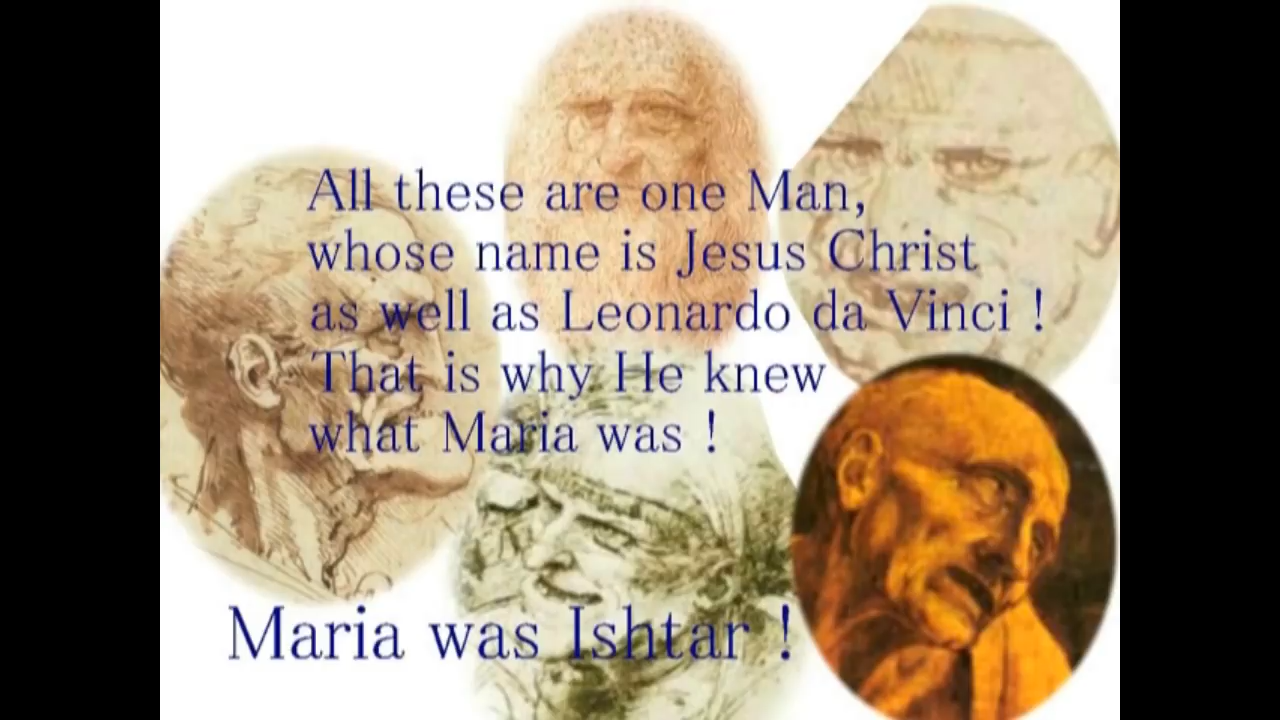 All these are one Man,
whose name is Jesus Christ
as well as Leonardo da Vinci !
That is why He knew
what Maria was !
Maria was Ishtar !